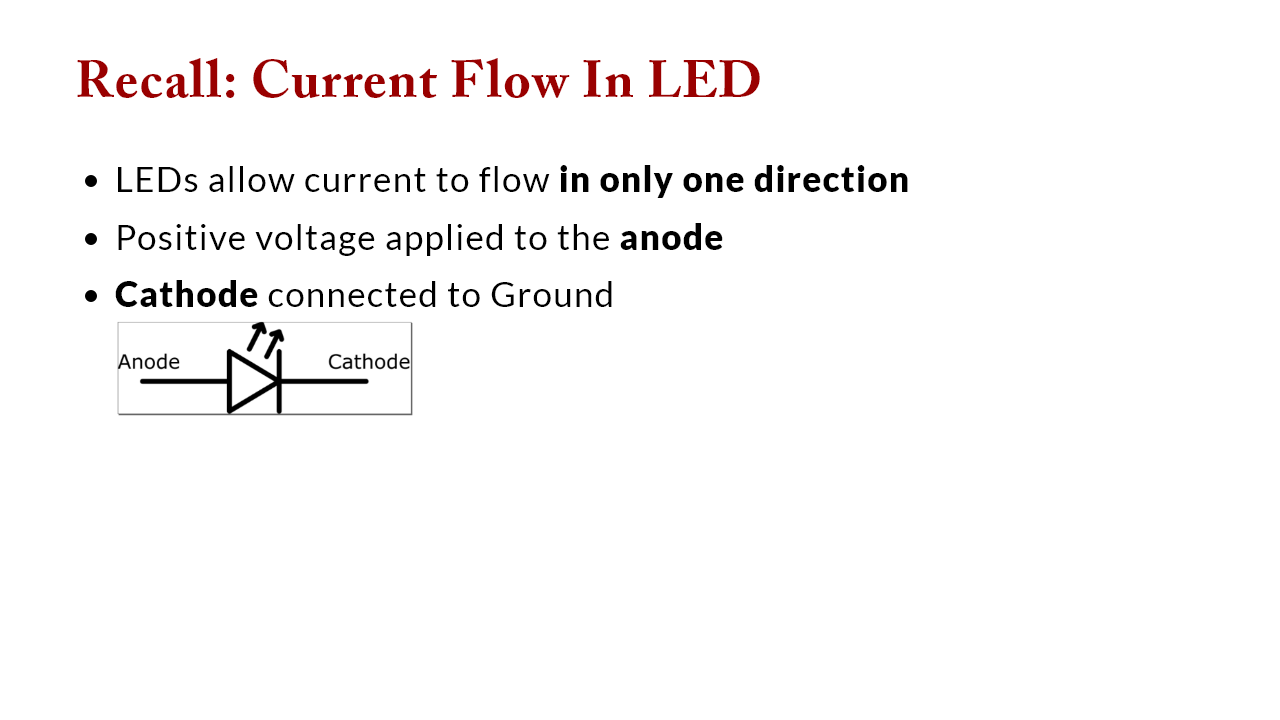 Recall: Current Flow In LED
LEDs allow current to flow in only one direction
Positive voltage applied to the anode
Cathode connected to Ground
Anode
Cathode